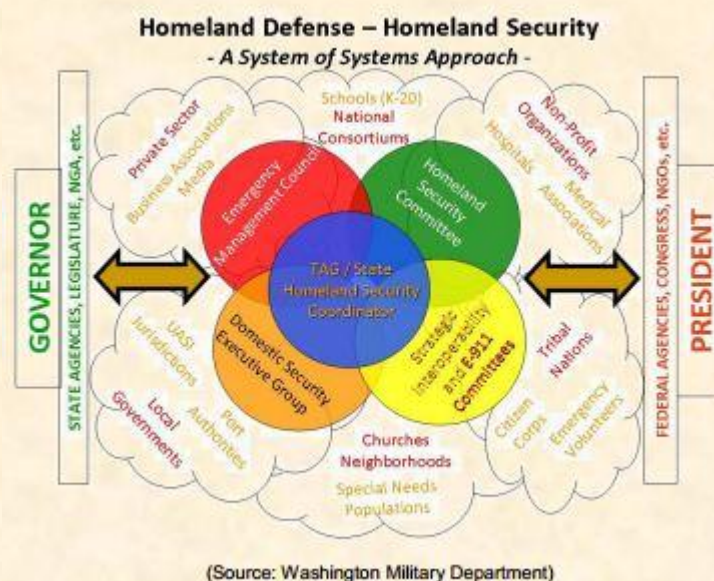 Homeland Defense – Homeland Security
- A System of Systems Approach -
GOVERNOR
STATE AGENCIES, LEGISLATURE, NGA, etc.
Private Sector
Business Associations
Media
Schools (K-20)
National
Consortiums
Non-Profit
Organizations
Hospitals
Medical
Associations
Emergency
Management Council
Homeland
Security
Committee
TAG / State
Homeland Security
Coordinator
Domestic Security
Executive Group
Strategic
Interoperability
and E-911
Committees
UASI
Jurisdictions
Local
Governments
Port
Authorities
Churches
Neighborhoods
Special Needs
Populations
Tribal
Nations
Citizen
Corps
Emergency
Volunteers
FEDERAL AGENCIES, CONGRESS, NGOs, etc.
PRESIDENT
(Source: Washington Military Department)